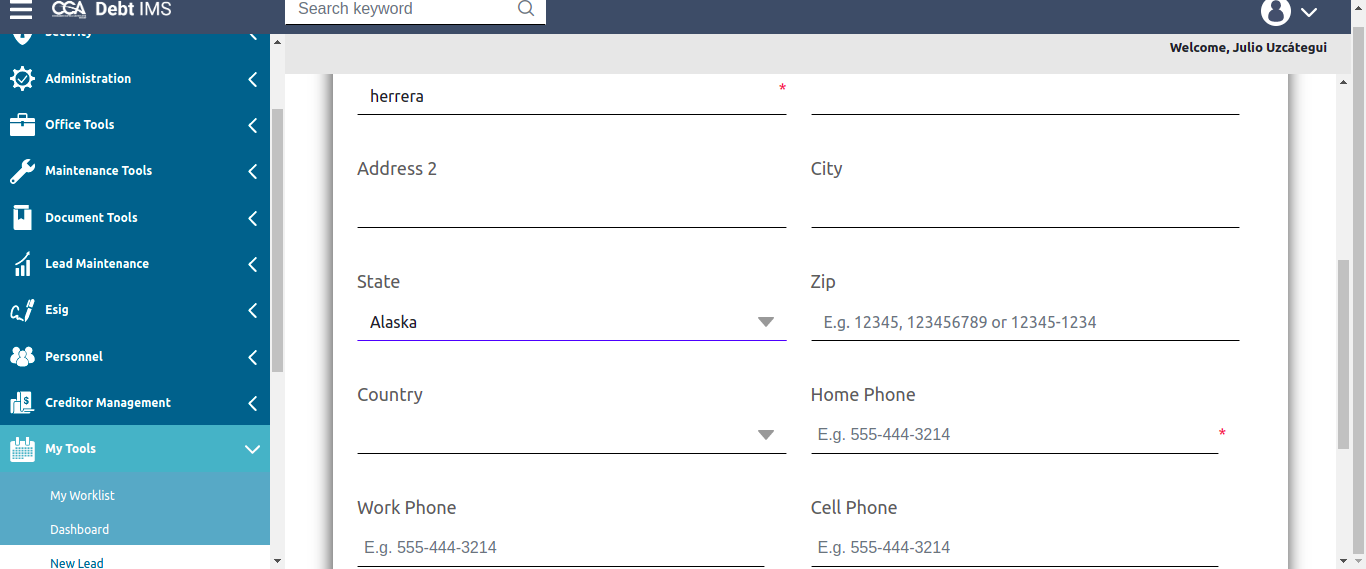 CGA Debt IMS
Search keyword
Welcome, Julio Uzcátegui
Security
Administration
Office Tools
Maintenance Tools
Document Tools
Lead Maintenance
Esig
Personnel
Creditor Management
My Tools
My Worklist
Dashboard
New Lead
herrera *
Address 2 City
State Zip
Alaska E.g. 12345, 123456789 or 12345-1234
Country Home Phone
E.g. 555-444-3214 *
Work Phone Cell Phone
E.g. 555-444-3214 E.g. 555-444-3214